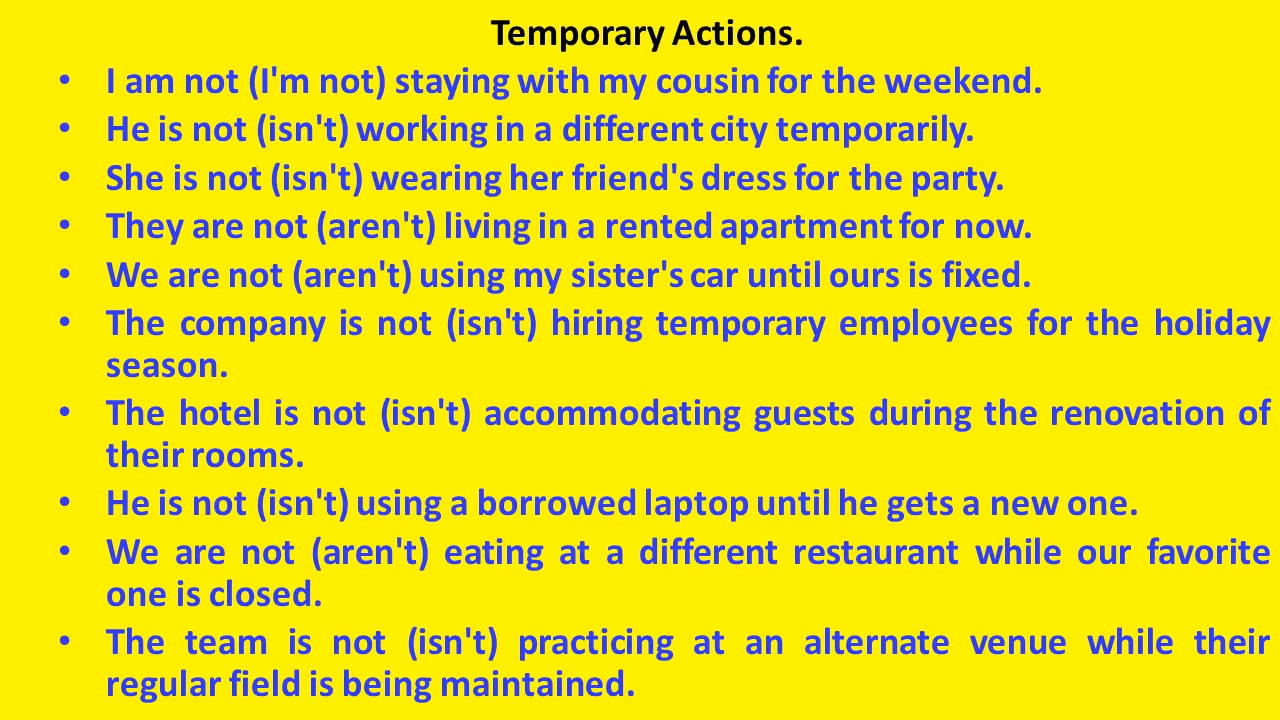 Temporary Actions.
• I am not (I'm not) staying with my cousin for the weekend.
• He is not (isn't) working in a different city temporarily.
• She is not (isn't) wearing her friend's dress for the party.
• They are not (aren't) living in a rented apartment for now.
• We are not (aren't) using my sister's car until ours is fixed.
• The company is not (isn't) hiring temporary employees for the holiday
season.
• The hotel is not (isn't) accommodating guests during the renovation of
their rooms.
• He is not (isn't) using a borrowed laptop until he gets a new one.
• We are not (aren't) eating at a different restaurant while our favorite
one is closed.
• The team is not (isn't) practicing at an alternate venue while their
regular field is being maintained.